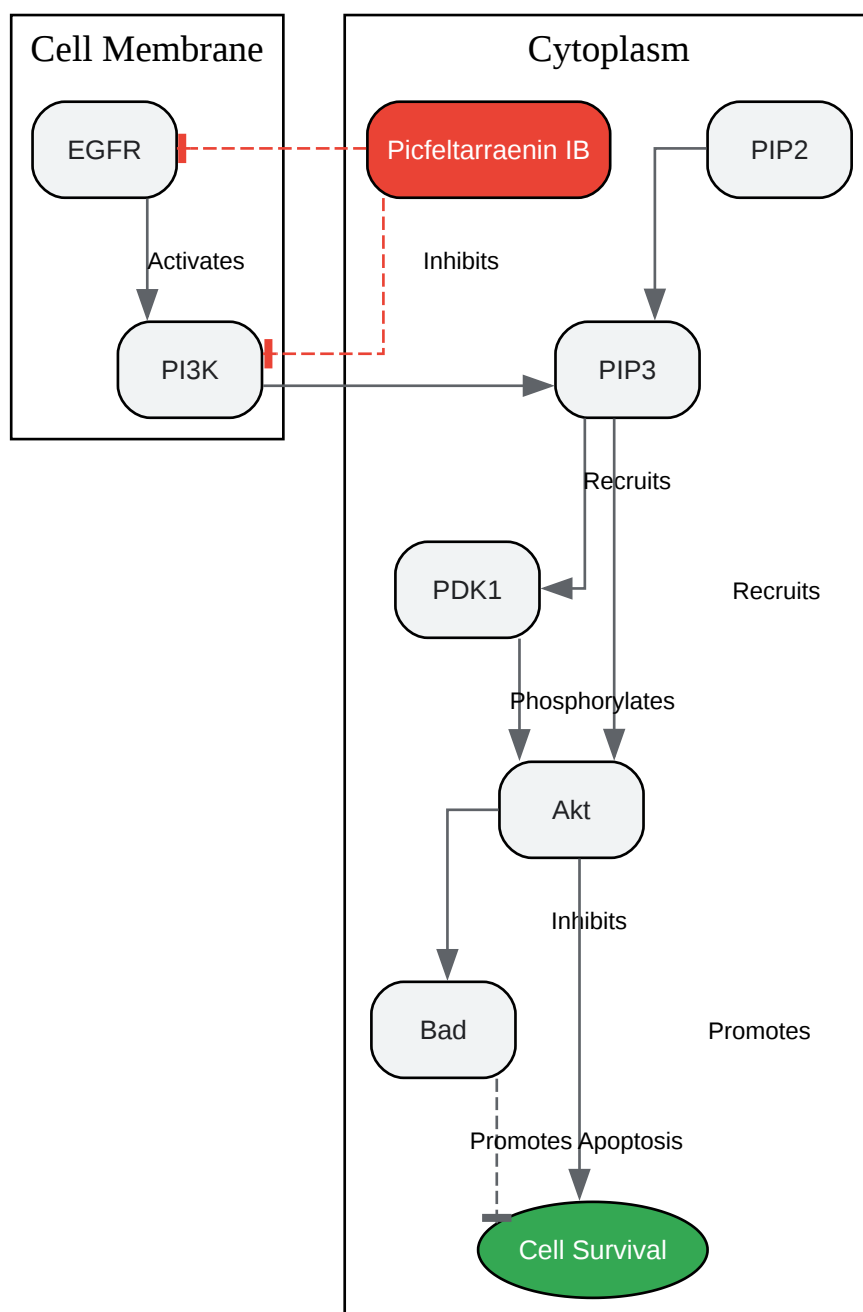 Cell Membrane
Cytoplasm
EGFR
Picfeltarraenin IB
PIP2
Activates
Inhibits
PI3K
PIP3
Recruits
PDK1
Recruits
Phosphorylates
Akt
Inhibits
Bad
Promotes
Promotes Apoptosis
Cell Survival